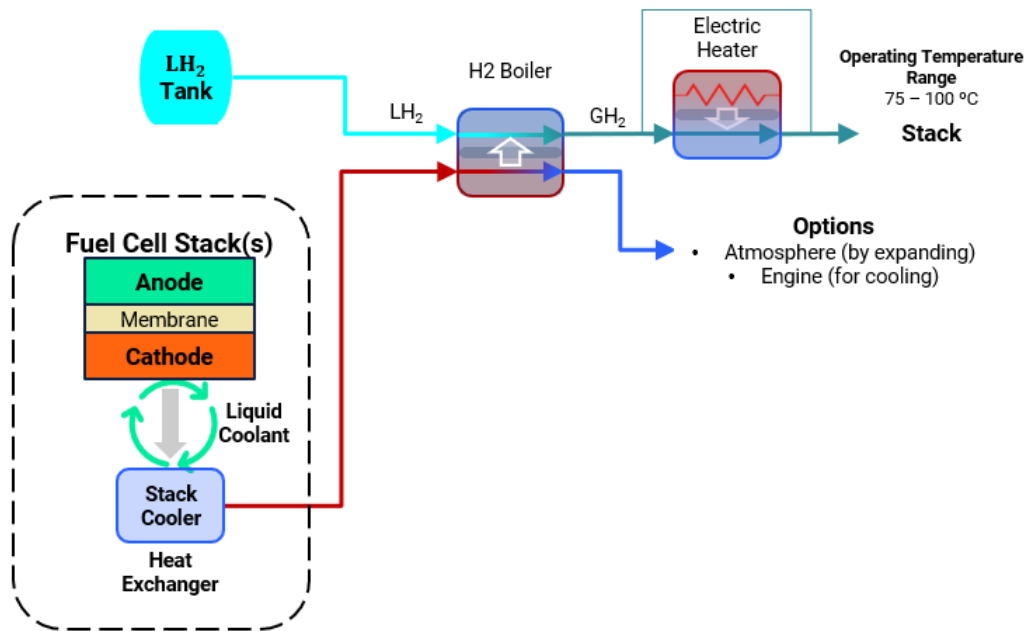 LH₂
Tank
LH₂
H2 Boiler
GH₂
Electric
Heater
Operating Temperature
Range
75 – 100 ºC
Stack
Options
• Atmosphere (by expanding)
• Engine (for cooling)
Fuel Cell Stack(s)
Anode
Membrane
Cathode
Liquid
Coolant
Stack
Cooler
Heat
Exchanger